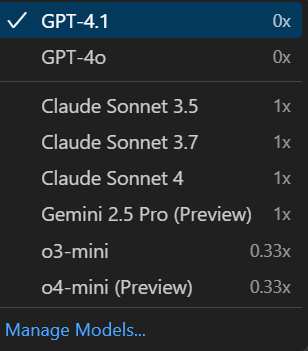 GPT-4.1 0x
GPT-4o 0x
Claude Sonnet 3.5 1x
Claude Sonnet 3.7 1x
Claude Sonnet 4 1x
Gemini 2.5 Pro (Preview) 1x
o3-mini 0.33x
o4-mini (Preview) 0.33x
Manage Models...